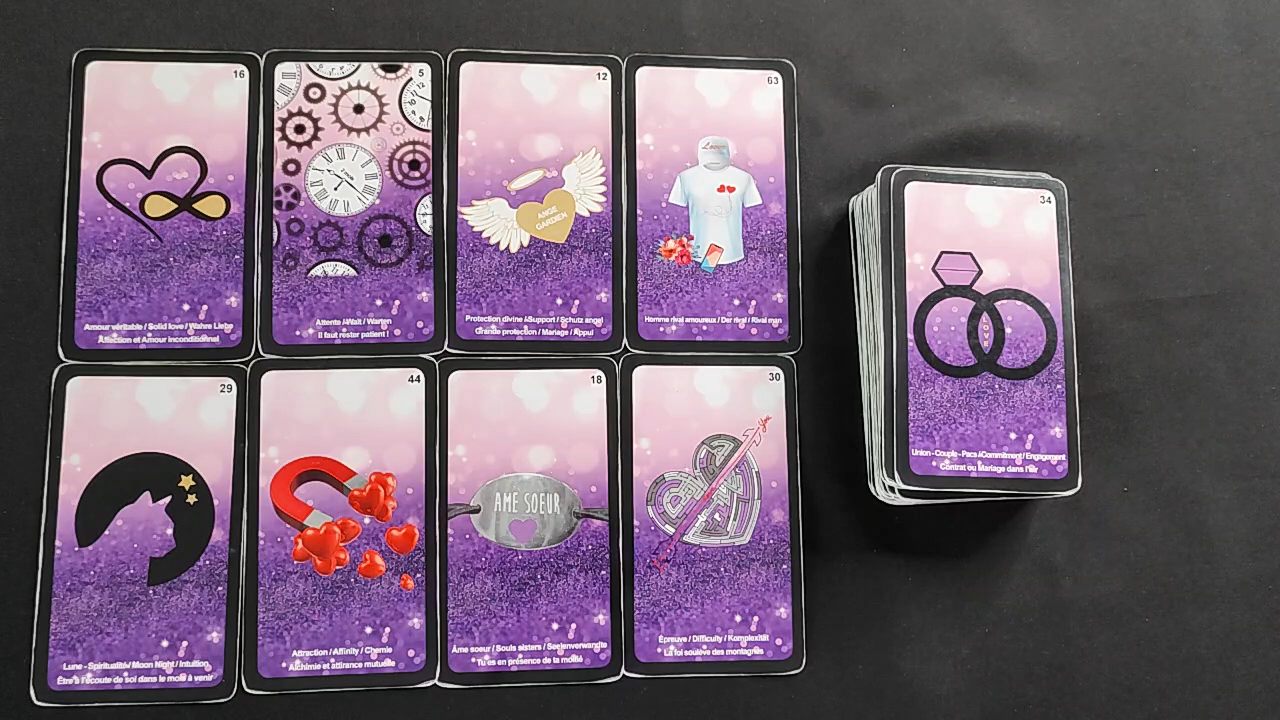 16
Amour véritable / Solid love / Wahre Liebe
Affection et Amour inconditionnel
5
Attente / Wait / Warten
Il faut rester patient !
12
ANGE
GARDIEN
Protection divine /Support / Schutz angel
Grande protection / Mariage / Appui
63
Homme rival amoureux / Der rival / Rival man
34
LOVE
Union - Couple - Pacs /Commitment / Engagement
Contrat ou Mariage dans l'air
29
Lune - Spiritualité/ Moon Night / Intuition
Être à l'écoute de soi dans le mois à venir
44
Attraction / Affinity / Chemie
Alchimie et attirance mutuelle
18
AME SOEUR
Âme soeur / Souls sisters / Seelenverwandte
Tu es en présence de ta moitié
30
You
Épreuve / Difficulty / Komplexität
La foi soulève des montagnes